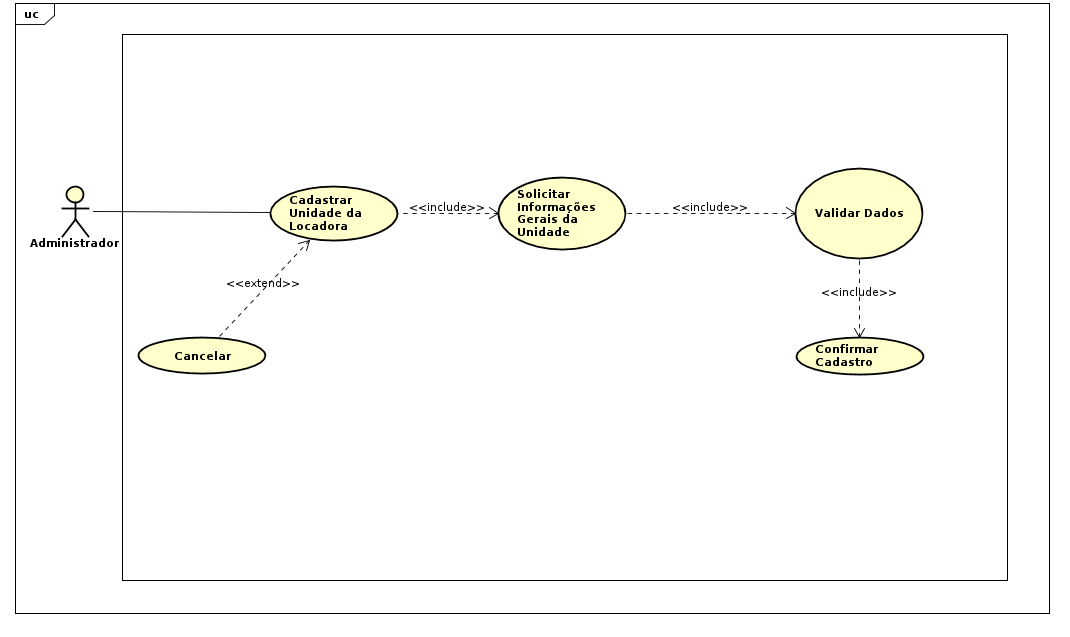 uc
Cadastrar
Unidade da
Locadora
<<include>>
Solicitar
Informações
Gerais da
Unidade
<<include>>
Validar Dados
Administrador
<<extend>>
<<include>>
Cancelar
Confirmar
Cadastro